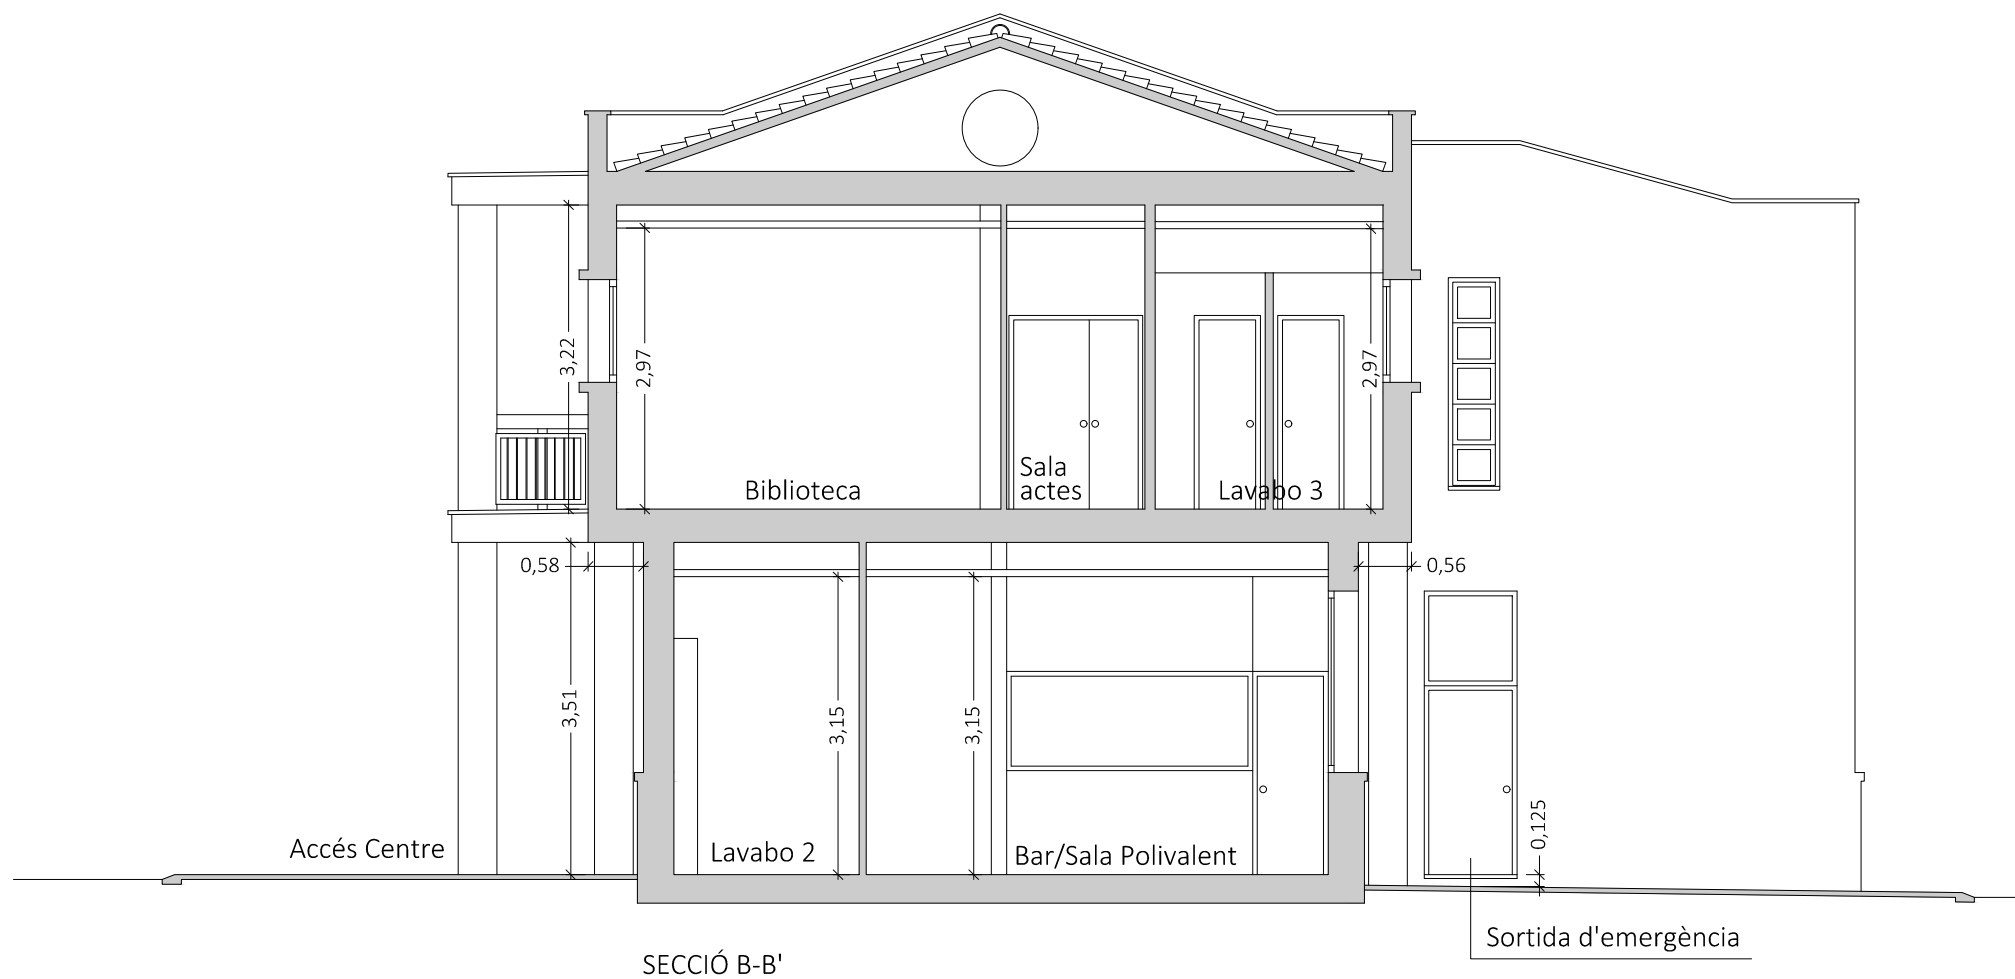 3,22
2,97
2,97
Biblioteca
Sala
actes
Lavabo 3
0,58
0,56
3,51
3,15
3,15
0,125
Accés Centre
Lavabo 2
Bar/Sala Polivalent
Sortida d'emergència
SECCIÓ B-B'